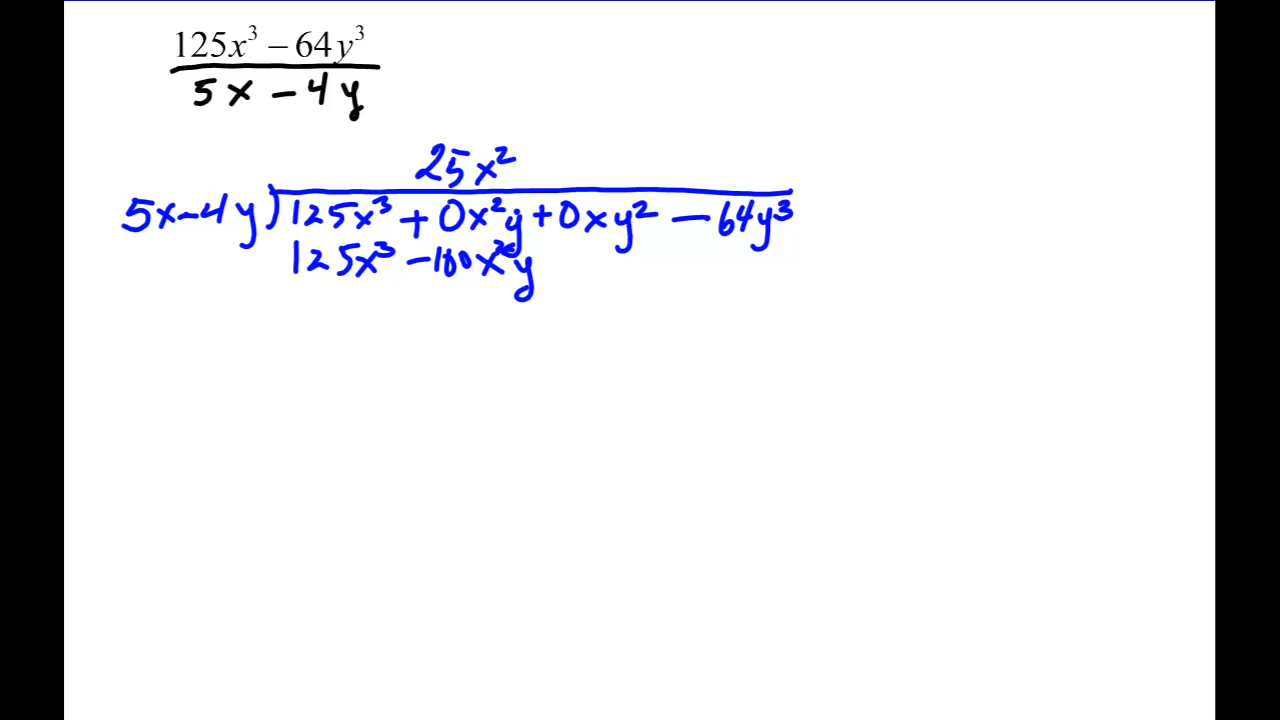 125x³ − 64y³
5x − 4y
25x²
5x−4y) 125x³ + 0x²y + 0xy² − 64y³
125x³ − 100x²y